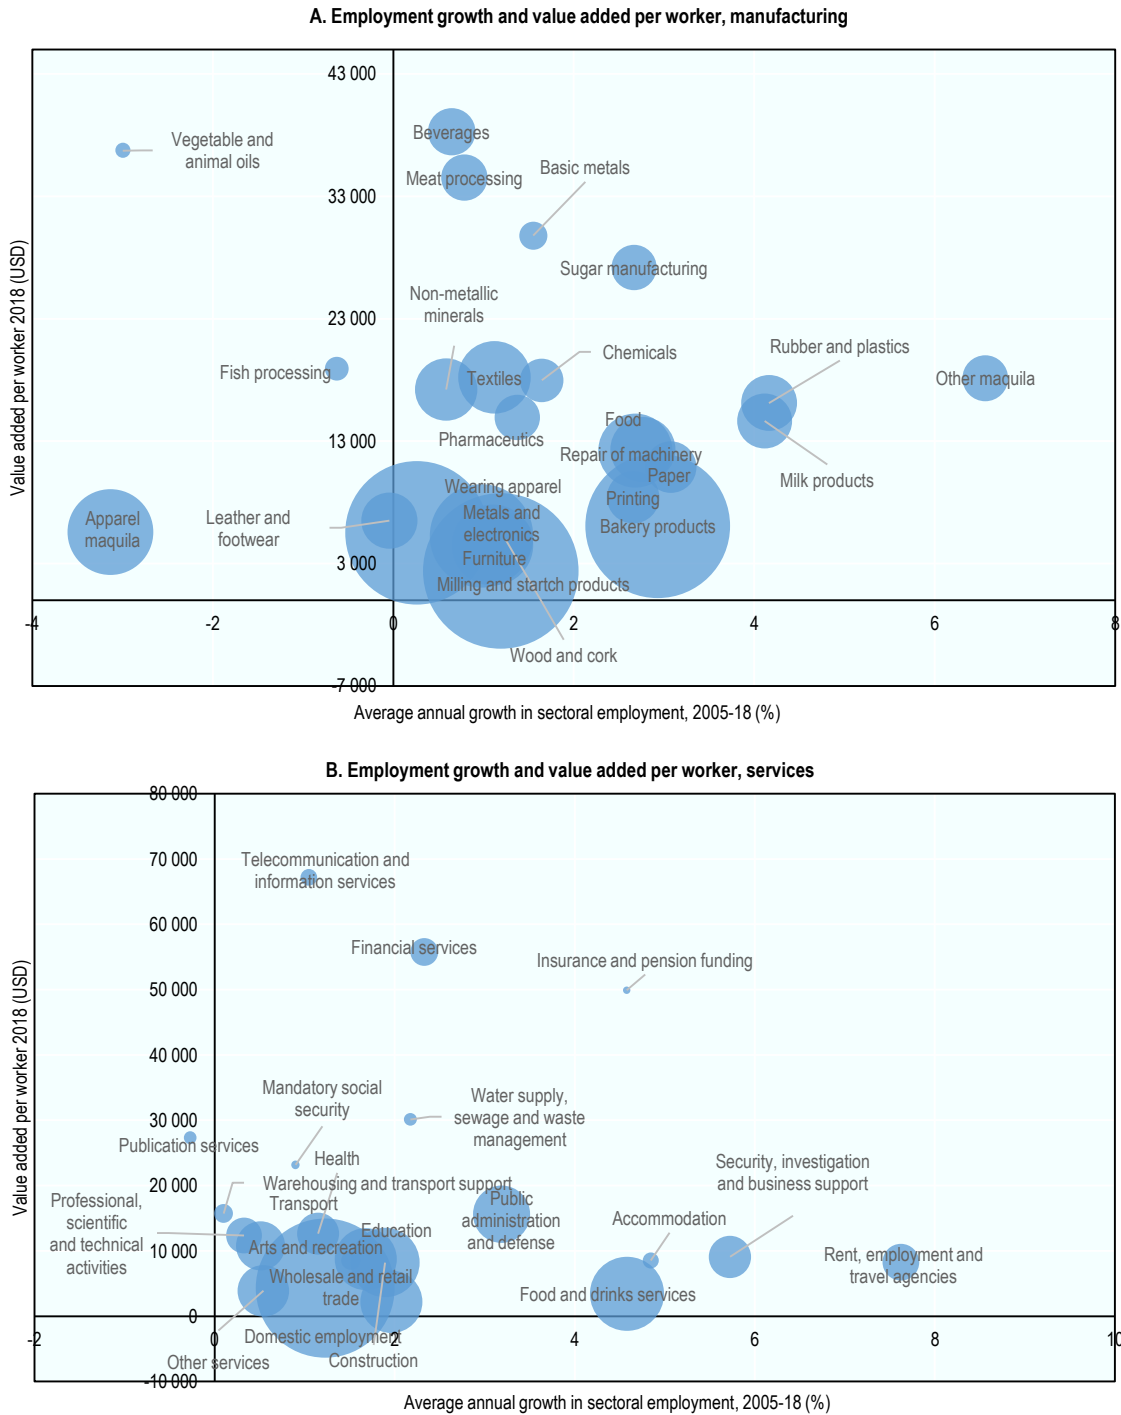 A. Employment growth and value added per worker, manufacturing
Value added per worker 2018 (USD)
43 000
33 000
23 000
13 000
3 000
-7 000
Vegetable and
animal oils
Beverages
Meat processing
Basic metals
Sugar manufacturing
Non-metallic
minerals
Fish processing
Textiles
Chemicals
Rubber and plastics
Other maquila
Pharmaceutics
Food
Repair of machinery
Paper
Milk products
Wearing apparel
Printing
Bakery products
Apparel
maquila
Leather and
footwear
Metals and
electronics
Furniture
Milling and startch products
Wood and cork
-4
-2
0
2
4
6
8
Average annual growth in sectoral employment, 2005-18 (%)
B. Employment growth and value added per worker, services
Value added per worker 2018 (USD)
80 000
70 000
60 000
50 000
40 000
30 000
20 000
10 000
0
-10 000
Telecommunication and
information services
Financial services
Insurance and pension funding
Mandatory social
security
Water supply,
sewage and waste
management
Publication services
Health
Warehousing and transport support
Transport
Professional,
scientific
and technical
activities
Public
administration
and defense
Security, investigation
and business support
Accommodation
Education
Arts and recreation
Wholesale and retail
trade
Food and drinks services
Rent, employment and
travel agencies
Domestic employment
Other services
Construction
-2
0
2
4
6
8
10
Average annual growth in sectoral employment, 2005-18 (%)